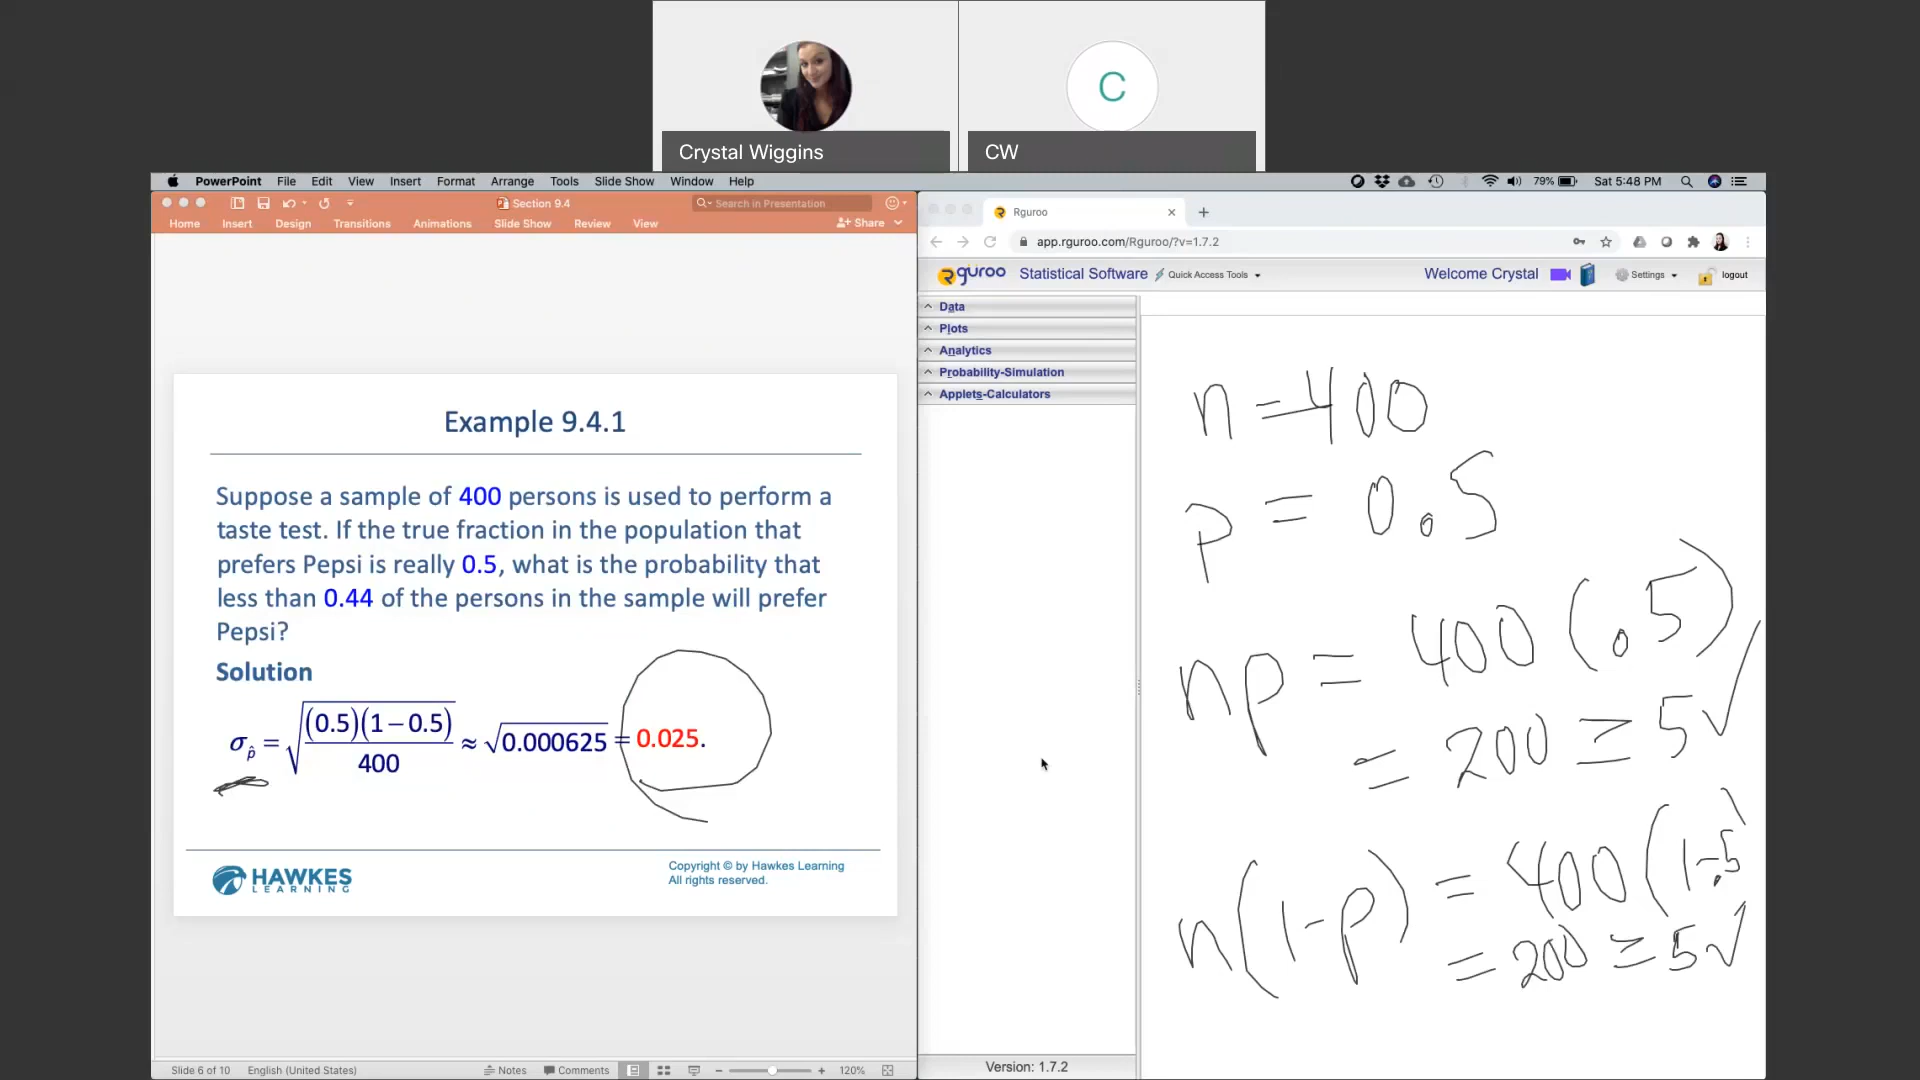 C
Crystal Wiggins
CW
PowerPoint File Edit View Insert Format Arrange Tools Slide Show Window Help
79% Sat 5:48 PM
Section 9.4
Search in Presentation
Home Insert Design Transitions Animations Slide Show Review View
Share
Example 9.4.1
Suppose a sample of 400 persons is used to perform a
taste test. If the true fraction in the population that
prefers Pepsi is really 0.5, what is the probability that
less than 0.44 of the persons in the sample will prefer
Pepsi?
Solution
σp̂ = √((0.5)(1 – 0.5)/400) ≈ √0.000625 = 0.025.
HAWKES
LEARNING
Copyright © by Hawkes Learning
All rights reserved.
Slide 6 of 10 English (United States) Notes Comments 120%
Rguroo
app.rguroo.com/Rguroo/?v=1.7.2
Rguroo Statistical Software Quick Access Tools
Welcome Crystal Settings logout
Data
Plots
Analytics
Probability-Simulation
Applets-Calculators
Version: 1.7.2
n = 400
p = 0.5
np = 400 (.5)
= 200 ≥ 5 ✓
n(1-p) = 400 (1-.5)
= 200 ≥ 5 ✓